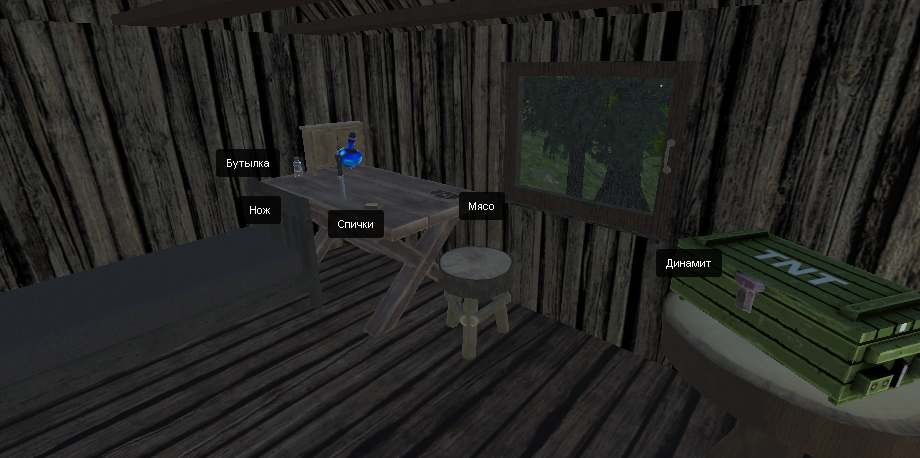 Бутылка
Нож
Спички
Мясо
Динамит
TNT